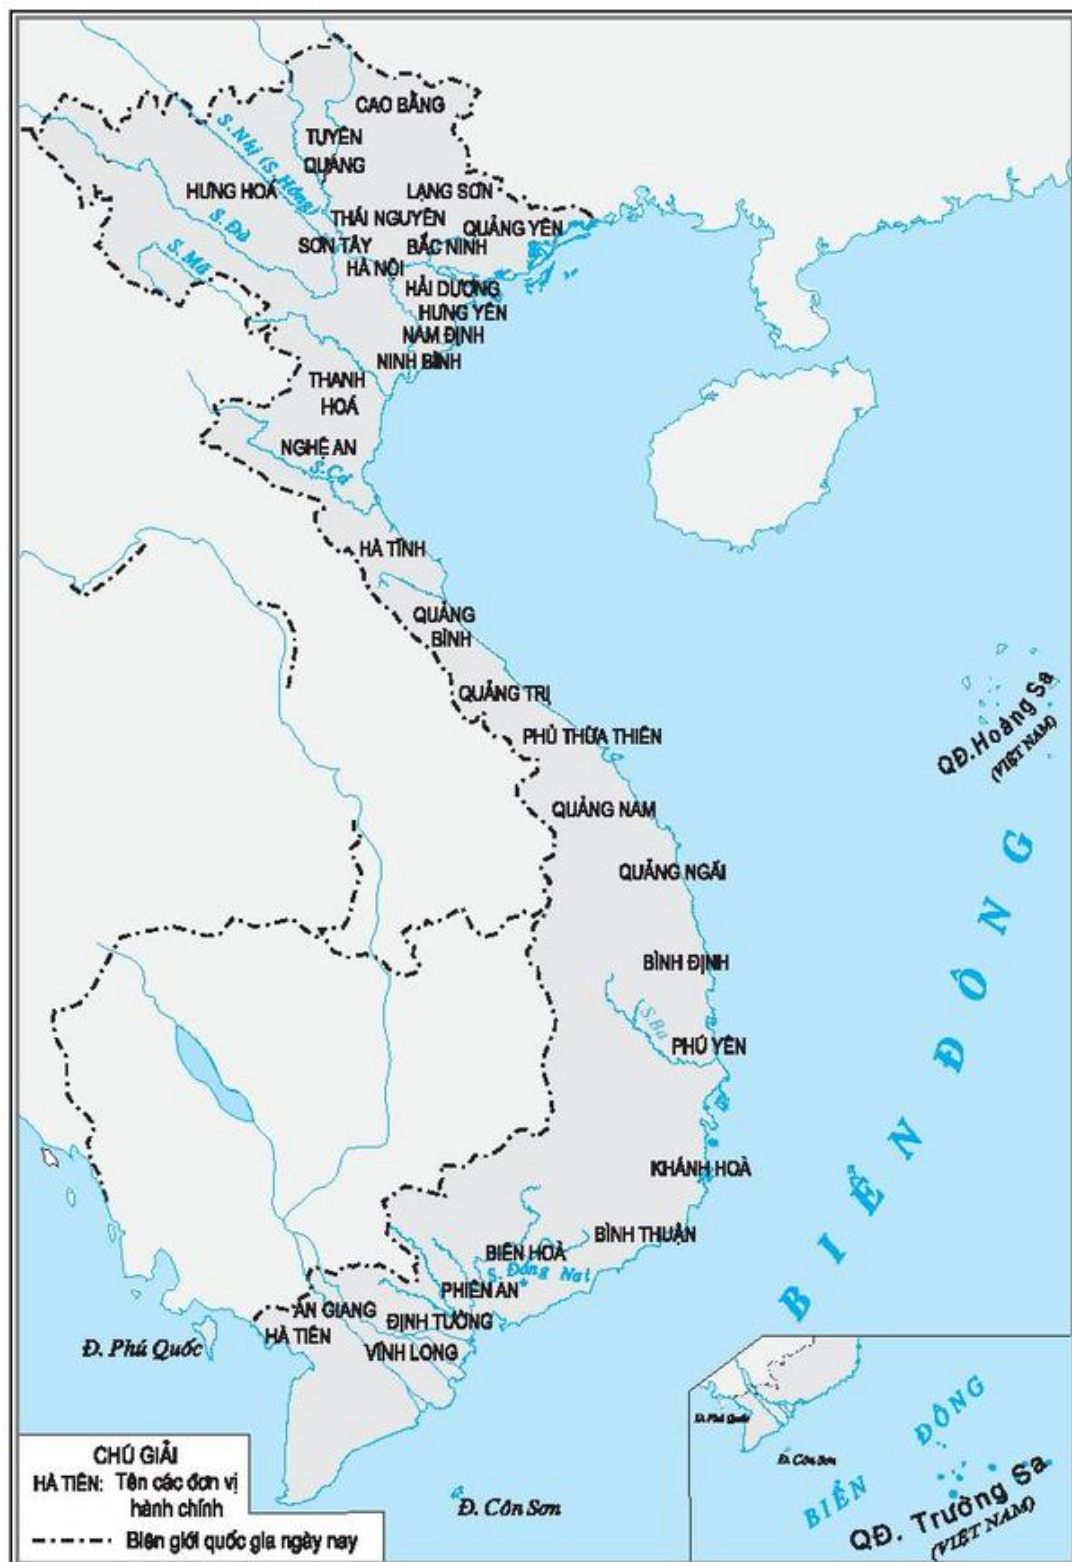 CAO BẰNG
TUYÊN
QUANG
S. Nhị (S. Hồng)
HƯNG HOÁ
LẠNG SƠN
THÁI NGUYÊN
QUẢNG YÊN
S. Đà
SƠN TÂY
BẮC NINH
S. Mã
HÀ NỘI
HẢI DƯƠNG
HƯNG YÊN
NAM ĐỊNH
NINH BÌNH
THANH
HOÁ
NGHỆ AN
S. Cả
HÀ TĨNH
QUẢNG
BÌNH
QUẢNG TRỊ
QĐ. Hoàng Sa
(VIỆT NAM)
PHỦ THỪA THIÊN
QUẢNG NAM
QUẢNG NGÃI
BIỂN ĐÔNG
BÌNH ĐỊNH
S. Ba
PHÚ YÊN
KHÁNH HOÀ
BÌNH THUẬN
BIÊN HOÀ
S. Đồng Nai
PHIÊN AN*
AN GIANG
ĐỊNH TƯỜNG
HÀ TIÊN
VĨNH LONG
Đ. Phú Quốc
Đ. Côn Sơn
Đ. Phú Quốc
Đ. Côn Sơn
BIỂN ĐÔNG
QĐ. Trường Sa
(VIỆT NAM)
CHÚ GIẢI
HÀ TIÊN: Tên các đơn vị
hành chính
Biên giới quốc gia ngày nay